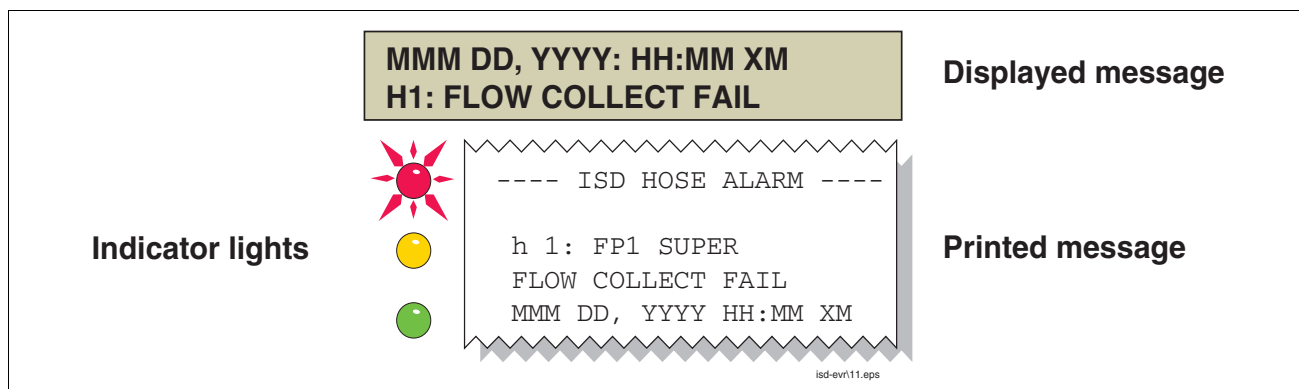 MMM DD, YYYY: HH:MM XM
H1: FLOW COLLECT FAIL
Displayed message
---- ISD HOSE ALARM ----
h 1: FP1 SUPER
FLOW COLLECT FAIL
MMM DD, YYYY HH:MM XM
Indicator lights
Printed message
isd-evr\11.eps